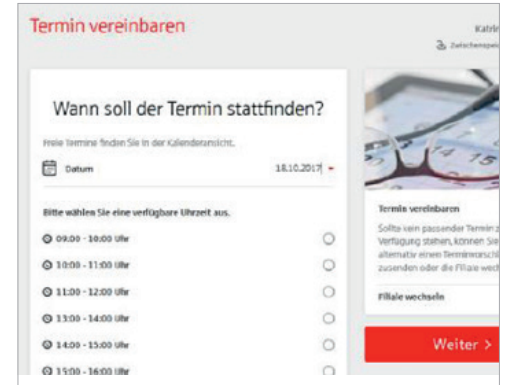 Termin vereinbaren
Wann soll der Termin stattfinden?
Freie Termine finden Sie in der Kalenderansicht.
Datum 18.10.2017
Bitte wählen Sie eine verfügbare Uhrzeit aus.
09:00 - 10:00 Uhr
10:00 - 11:00 Uhr
11:00 - 12:00 Uhr
13:00 - 14:00 Uhr
14:00 - 15:00 Uhr
15:00 - 16:00 Uhr
14 15
Termin vereinbaren
Sollte kein passender Termin z
Verfügung stehen, können Sie
alternativ einen Terminvorschl
zusenden oder die Filiale wech
Filiale wechseln
Weiter >